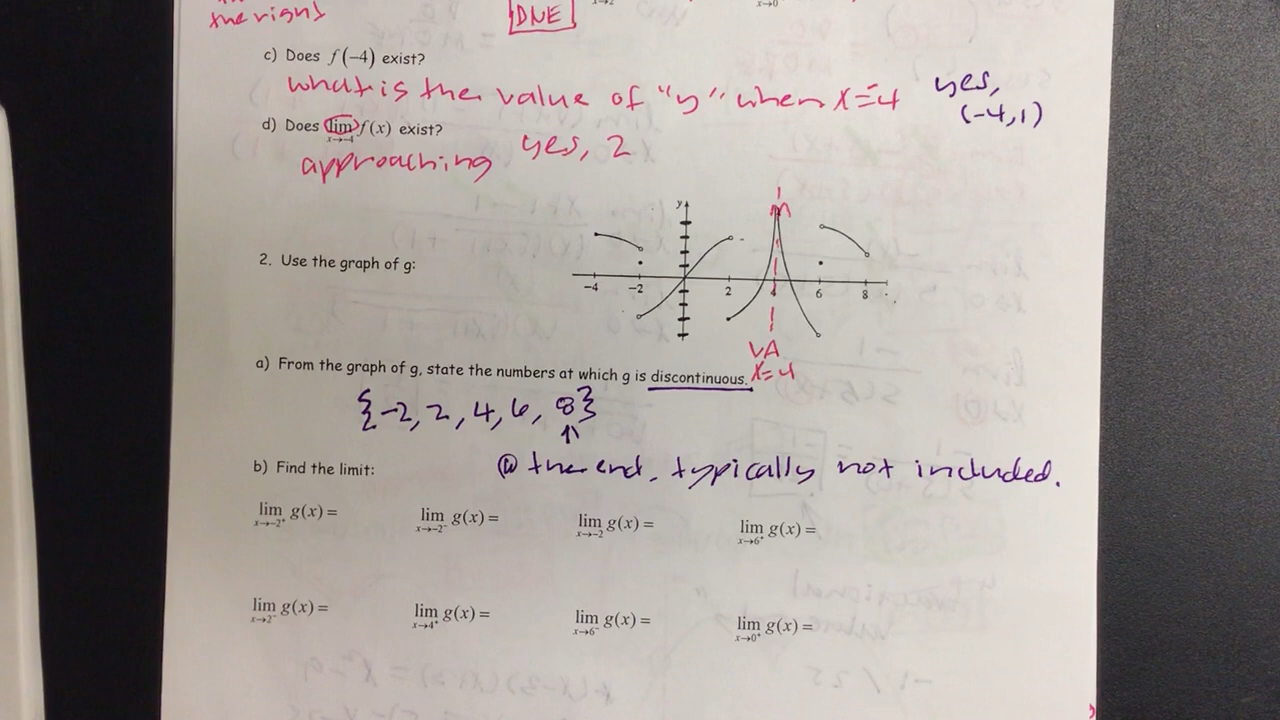 the right
DNE
c) Does f(−4) exist?
what is the value of "y" when x=4
yes,
(-4,1)
d) Does lim f(x) exist?
x→−4
yes, 2
approaching
y
2. Use the graph of g:
−4 −2 2 4 6 8
VA
x=4
a) From the graph of g, state the numbers at which g is discontinuous.
{-2, 2, 4, 6, 8}
b) Find the limit:
@ the end, typically not included.
lim g(x) = lim g(x) = lim g(x) = lim g(x) =
x→−2⁺ x→−2⁻ x→−2 x→6⁺
lim g(x) = lim g(x) = lim g(x) = lim g(x) =
x→2⁻ x→4⁺ x→6⁻ x→0⁺